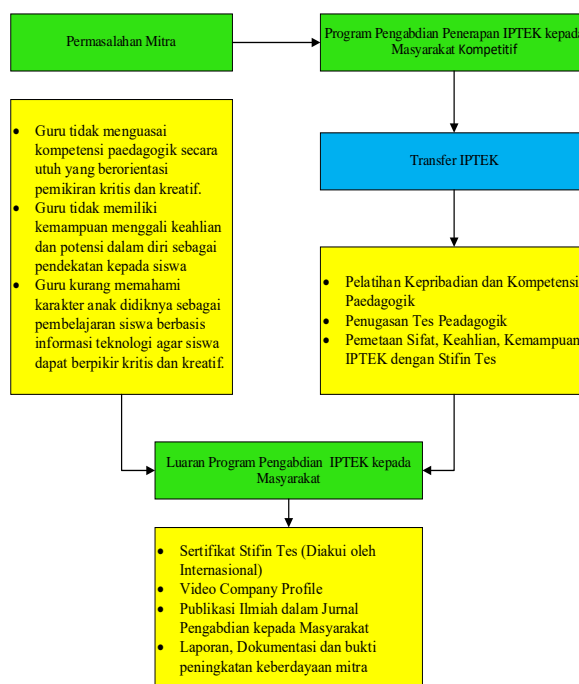 Permasalahan Mitra
Program Pengabdian Penerapan IPTEK kepada
Masyarakat Kompetitif
• Guru tidak menguasai
kompetensi paedagogik secara
utuh yang berorientasi
pemikiran kritis dan kreatif.
• Guru tidak memiliki
kemampuan menggali keahlian
dan potensi dalam diri sebagai
pendekatan kepada siswa
• Guru kurang memahami
karakter anak didiknya sebagai
pembelajaran siswa berbasis
informasi teknologi agar siswa
dapat berpikir kritis dan kreatif.
Transfer IPTEK
• Pelatihan Kepribadian dan Kompetensi
Paedagogik
• Penugasan Tes Peadagogik
• Pemetaan Sifat, Keahlian, Kemampuan
IPTEK dengan Stifin Tes
Luaran Program Pengabdian IPTEK kepada
Masyarakat
• Sertifikat Stifin Tes (Diakui oleh
Internasional)
• Video Company Profile
• Publikasi Ilmiah dalam Jurnal
Pengabdian kepada Masyarakat
• Laporan, Dokumentasi dan bukti
peningkatan keberdayaan mitra